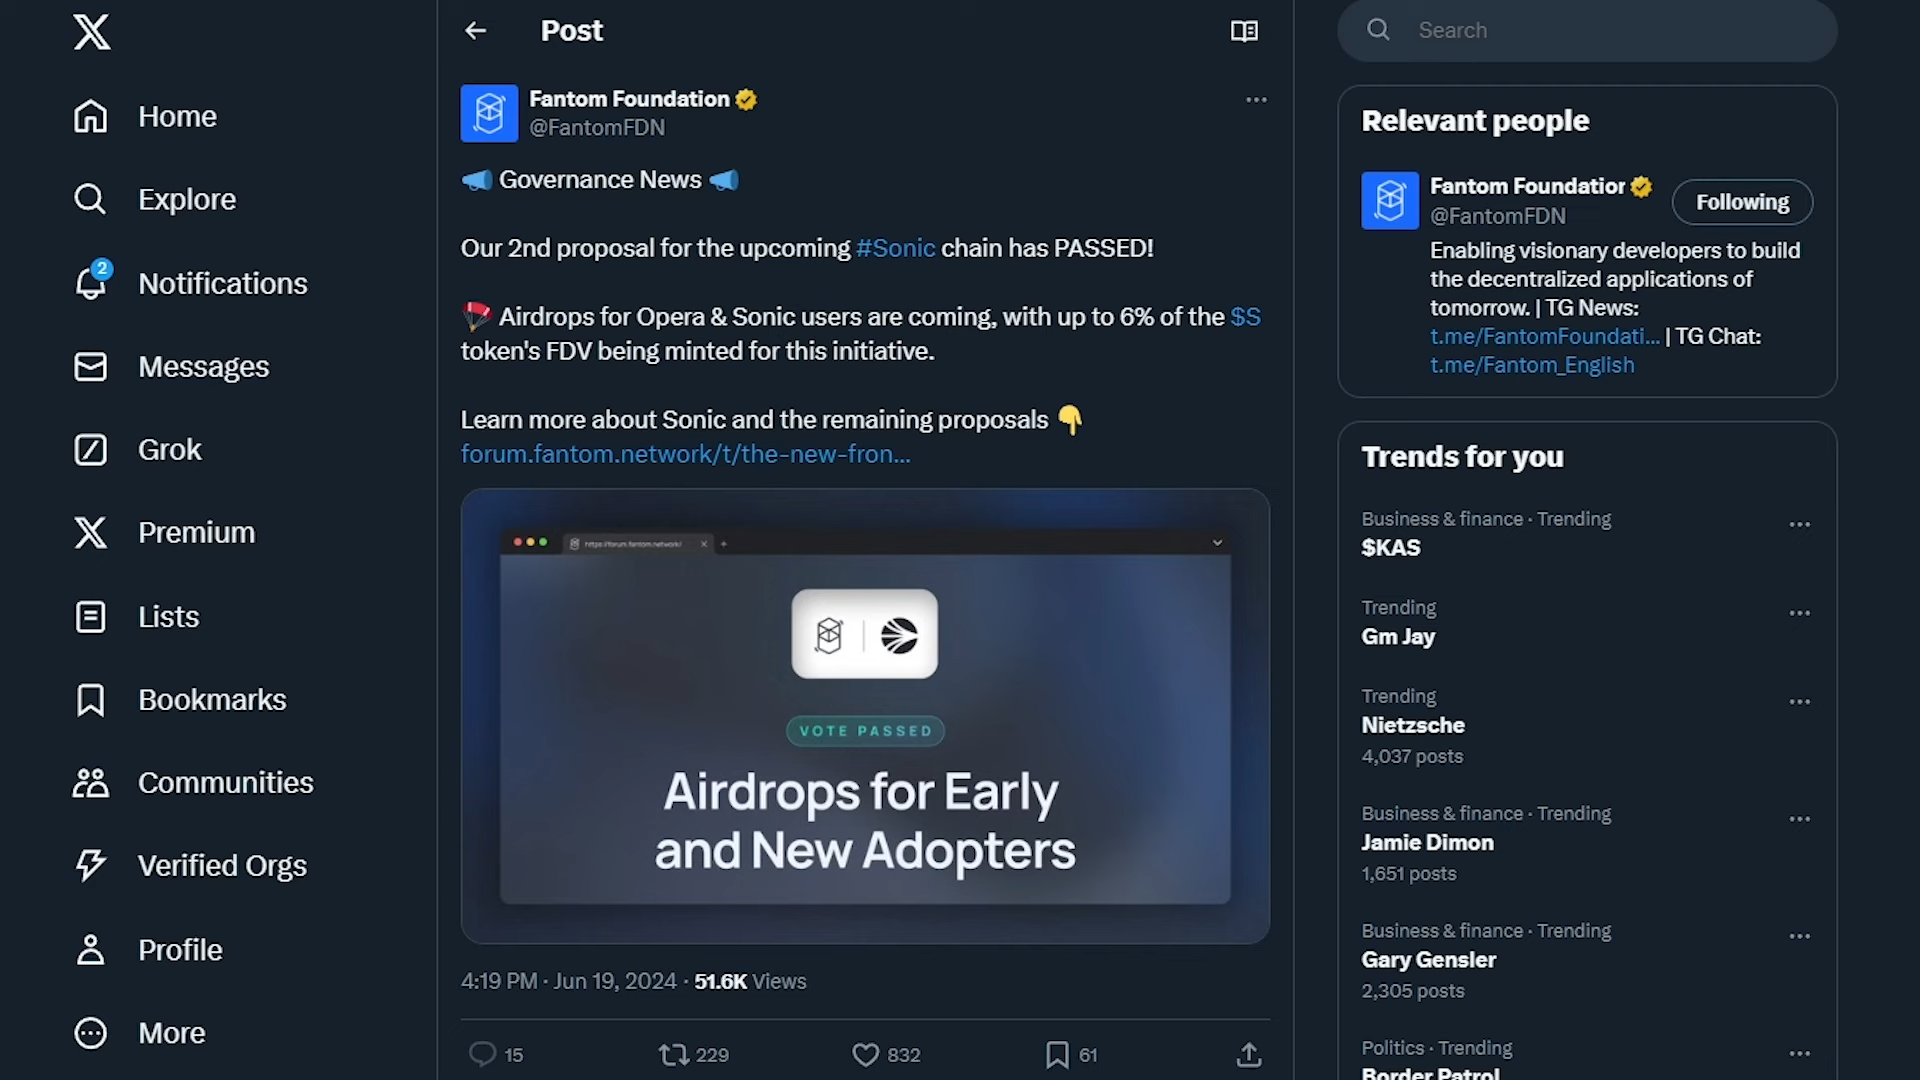 Home
Explore
2
Notifications
Messages
Grok
Premium
Lists
Bookmarks
Communities
Verified Orgs
Profile
More
Post
Fantom Foundation
@FantomFDN
Governance News
Our 2nd proposal for the upcoming #Sonic chain has PASSED!
Airdrops for Opera & Sonic users are coming, with up to 6% of the $S
token's FDV being minted for this initiative.
Learn more about Sonic and the remaining proposals
forum.fantom.network/t/the-new-fron...
https://forum.fantom.network/
VOTE PASSED
Airdrops for Early
and New Adopters
4:19 PM · Jun 19, 2024 · 51.6K Views
15
229
832
61
Search
Relevant people
Fantom Foundation
@FantomFDN
Following
Enabling visionary developers to build
the decentralized applications of
tomorrow. | TG News:
t.me/FantomFoundati... | TG Chat:
t.me/Fantom_English
Trends for you
Business & finance · Trending
$KAS
Trending
Gm Jay
Trending
Nietzsche
4,037 posts
Business & finance · Trending
Jamie Dimon
1,651 posts
Business & finance · Trending
Gary Gensler
2,305 posts
Politics · Trending
Border Patrol